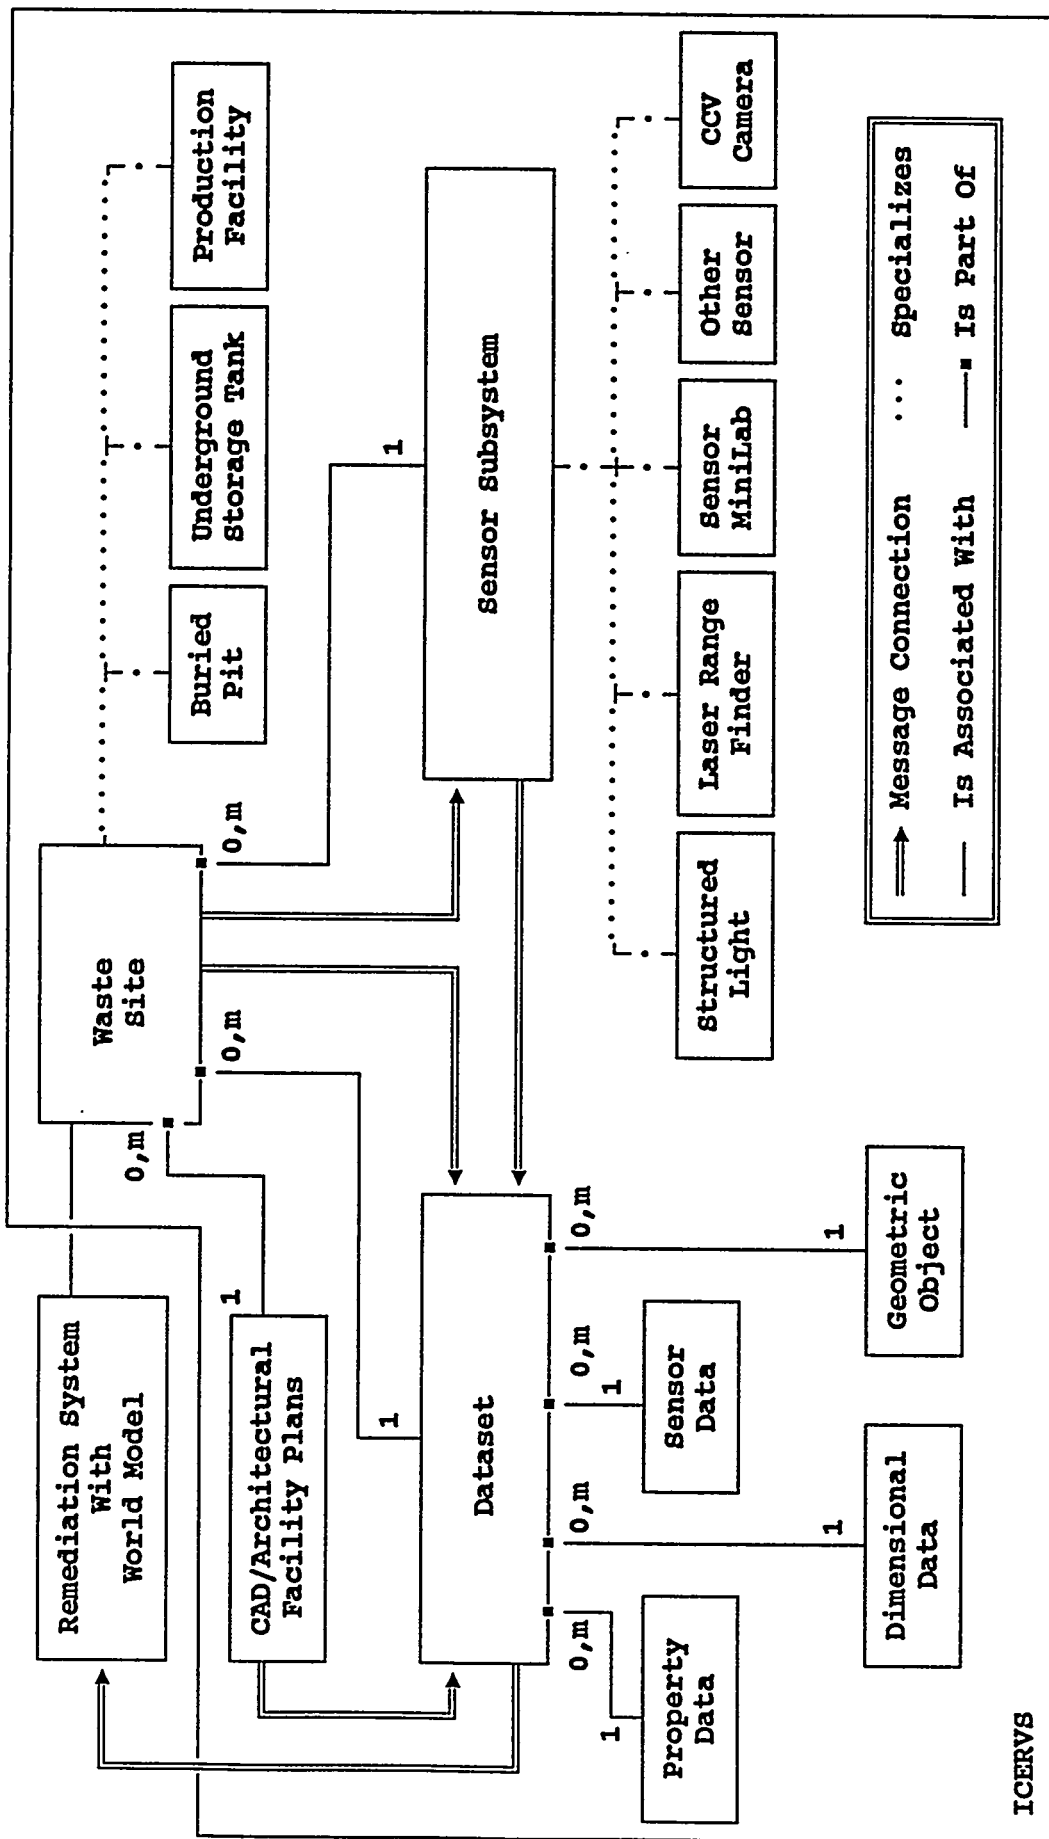 Remediation System
With
World Model
Waste
Site
0,m
0,m
0,m
CAD/Architectural
Facility Plans
1
Buried
Pit
Underground
Storage Tank
Production
Facility
Dataset
1
Sensor Subsystem
1
0,m
0,m
0,m
0,m
Property
Data
1
Sensor
Data
1
Dimensional
Data
1
Geometric
Object
1
Structured
Light
Laser Range
Finder
Sensor
MiniLab
Other
Sensor
CCV
Camera
Message Connection ... Specializes
Is Associated With Is Part Of
ICERVS